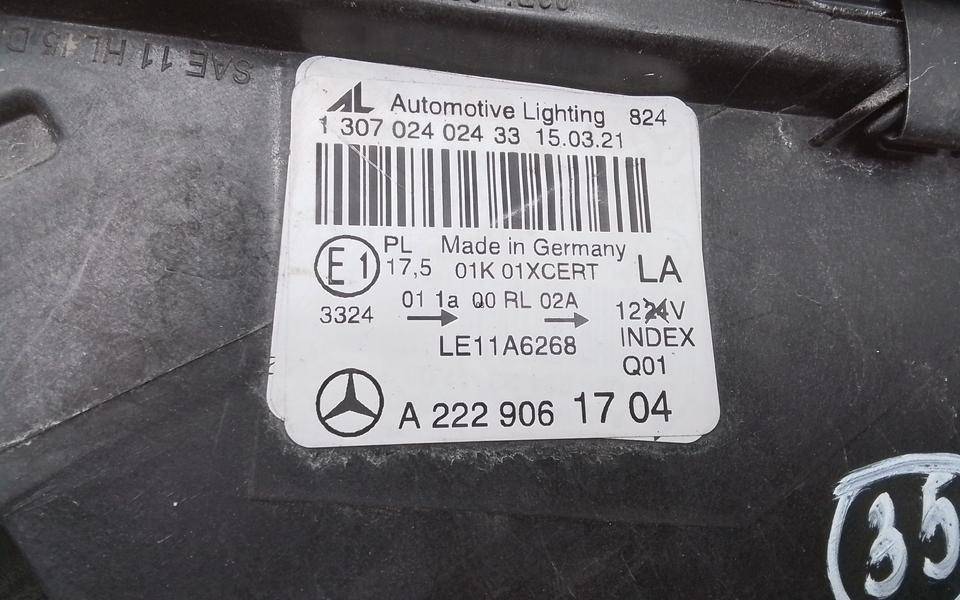 SAE 11 HL 15 D
AL Automotive Lighting 824
1 307 024 024 33 15.03.21
E1 PL Made in Germany
17,5 01K 01XCERT LA
01 1a Q0 RL 02A
3324 12 24 V
LE11A6268 INDEX
Q01
A 222 906 17 04
35